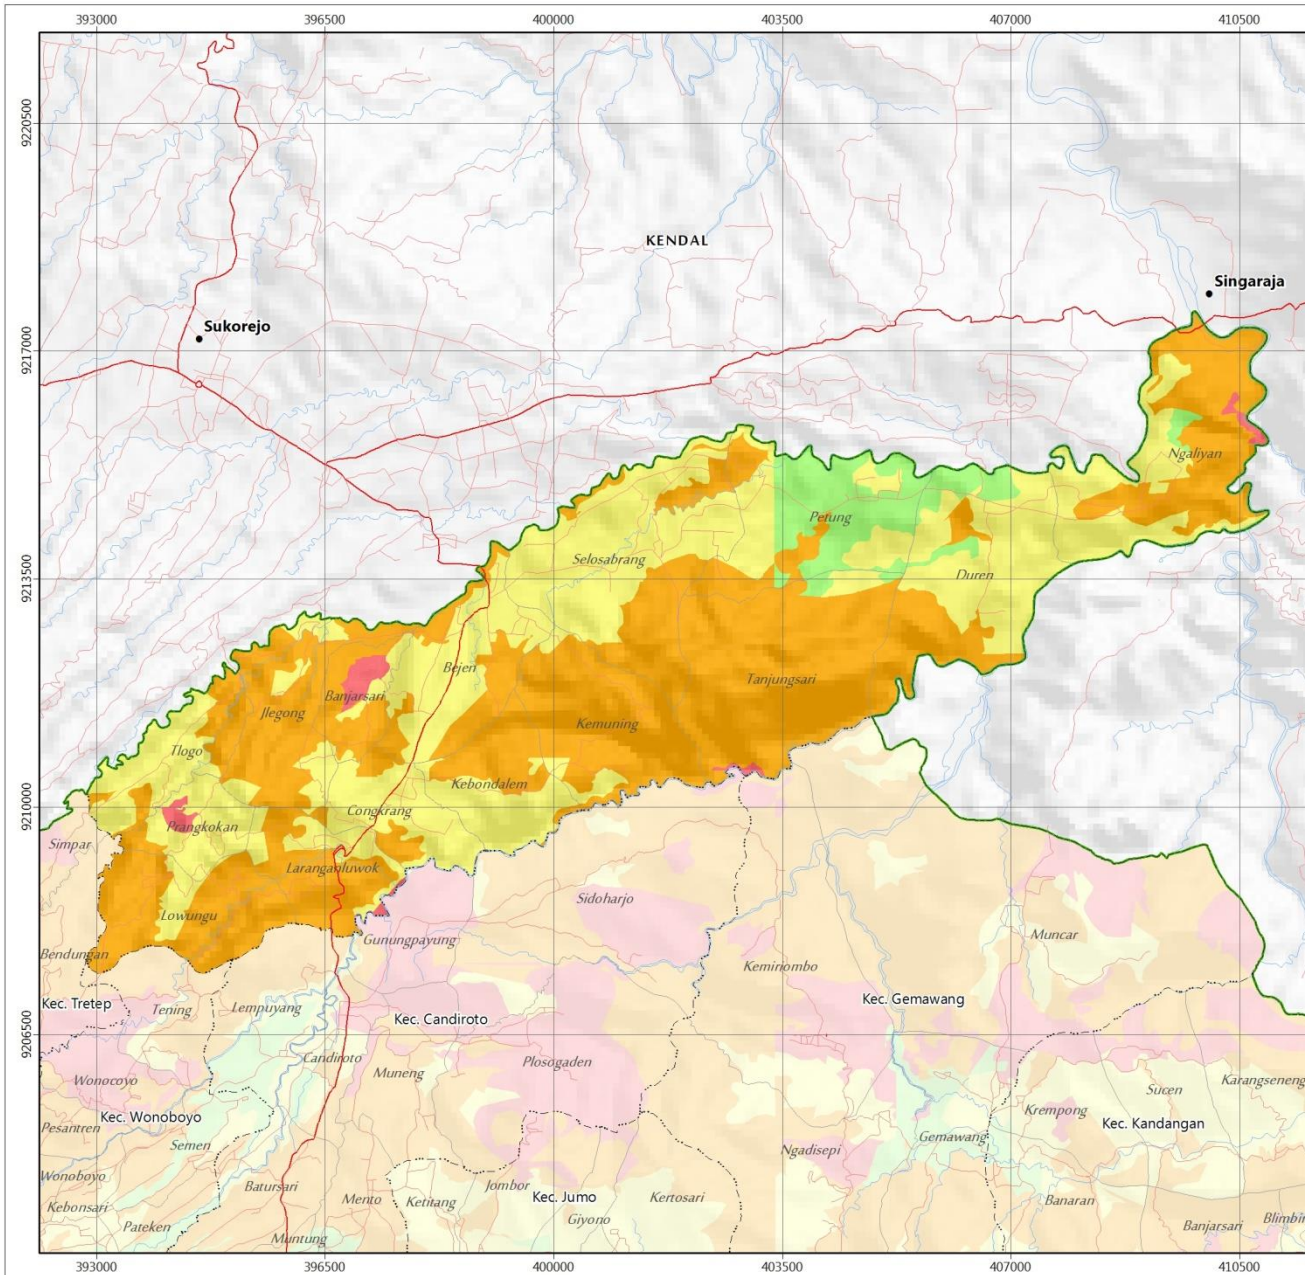 393000 396500 400000 403500 407000 410500
9220500
KENDAL
Singaraja
Sukorejo
9217000
Ngaliyan
Petung
Selosabrang
Duren
9213500
Bejen
Banjarsari
Tanjungsari
Jlegong
Kemuning
Tlogo
Kebondalem
Congkrang
9210000
Prangkokan
Simpar
Laranganluwok
Sidoharjo
Lowungu
Gunungpayung
Muncar
Bendungan
Kemiriombo
Kec. Tretep
Tening
Lempuyang
Kec. Candiroto
Kec. Gemawang
9206500
Candiroto
Plosogaden
Muneng
Wonocoyo
Karangseneng
Sucen
Krempong
Kec. Wonoboyo
Kec. Kandangan
Pesantren
Semen
Gemawang
Ngadisepi
Wonoboyo
Batursari
Jombor
Kec. Jumo
Kertosari
Kebonsari
Mento
Ketitang
Banaran
Giyono
Pateken
Muntung
Banjarsari
Blimbin
393000 396500 400000 403500 407000 410500